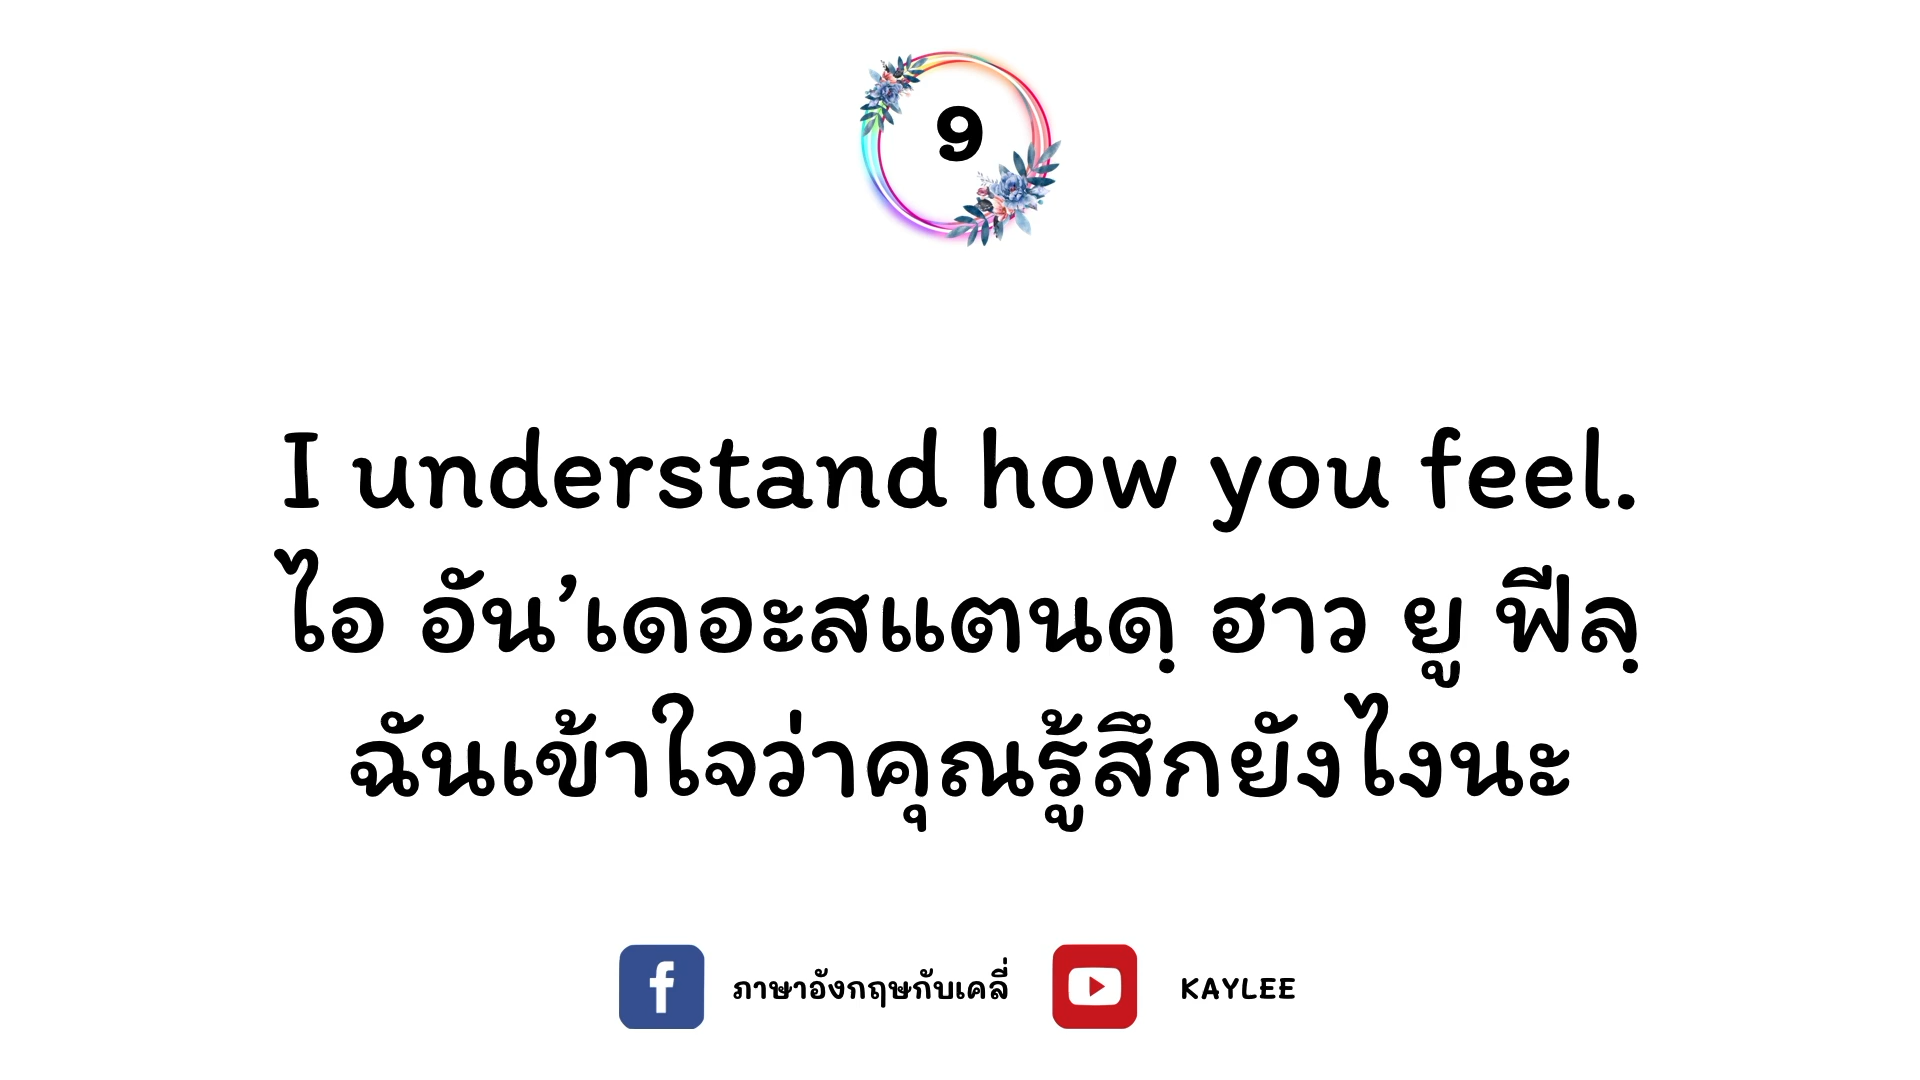 9
I understand how you feel.
ไอ อัน’เดอะสแตนดฺ ฮาว ยู ฟีลฺ
ฉันเข้าใจว่าคุณรู้สึกยังไงนะ
ภาษาอังกฤษกับเคลี่ KAYLEE